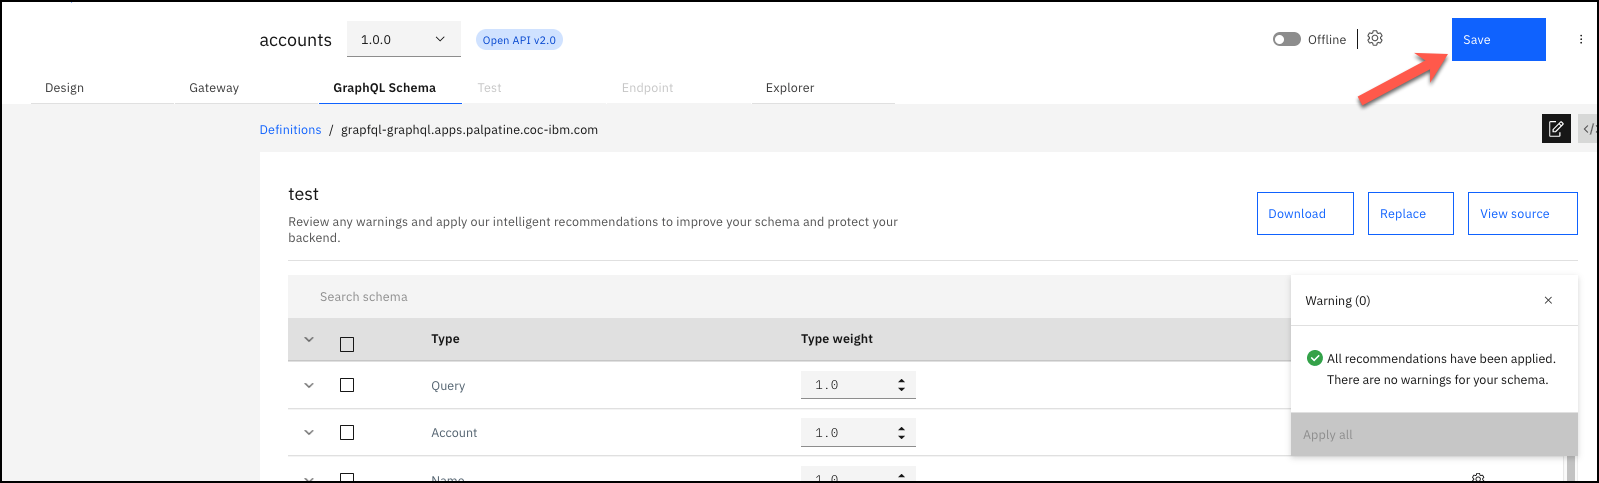 accounts 1.0.0 Open API v2.0 Offline Save
Design Gateway GraphQL Schema Test Endpoint Explorer
Definitions / grapfql-graphql.apps.palpatine.coc-ibm.com
test
Review any warnings and apply our intelligent recommendations to improve your schema and protect your
backend.
Download Replace View source
Search schema
Warning (0)
Type Type weight
All recommendations have been applied.
There are no warnings for your schema.
Query 1.0
Account 1.0
Apply all
Name 1.0